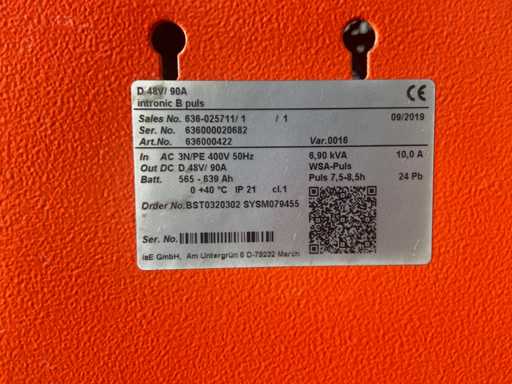 D 48V/ 90A
intronic B puls
CE
Sales No. 636-025711/ 1 / 1 09/2019
Ser. No. 636000020682
Art.No. 636000422 Var.0016
In AC 3N/PE 400V 50Hz 6,90 kVA 10,0 A
Out DC D 48V/ 90A WSA-Puls
Batt. 565 - 639 Ah Puls 7,5-8,5h 24 Pb
0 +40 °C IP 21 cl.1
Order No.BST0320302 SYSM079455
Ser. No.
ieE GmbH, Am Untergrün 6 D-79232 March